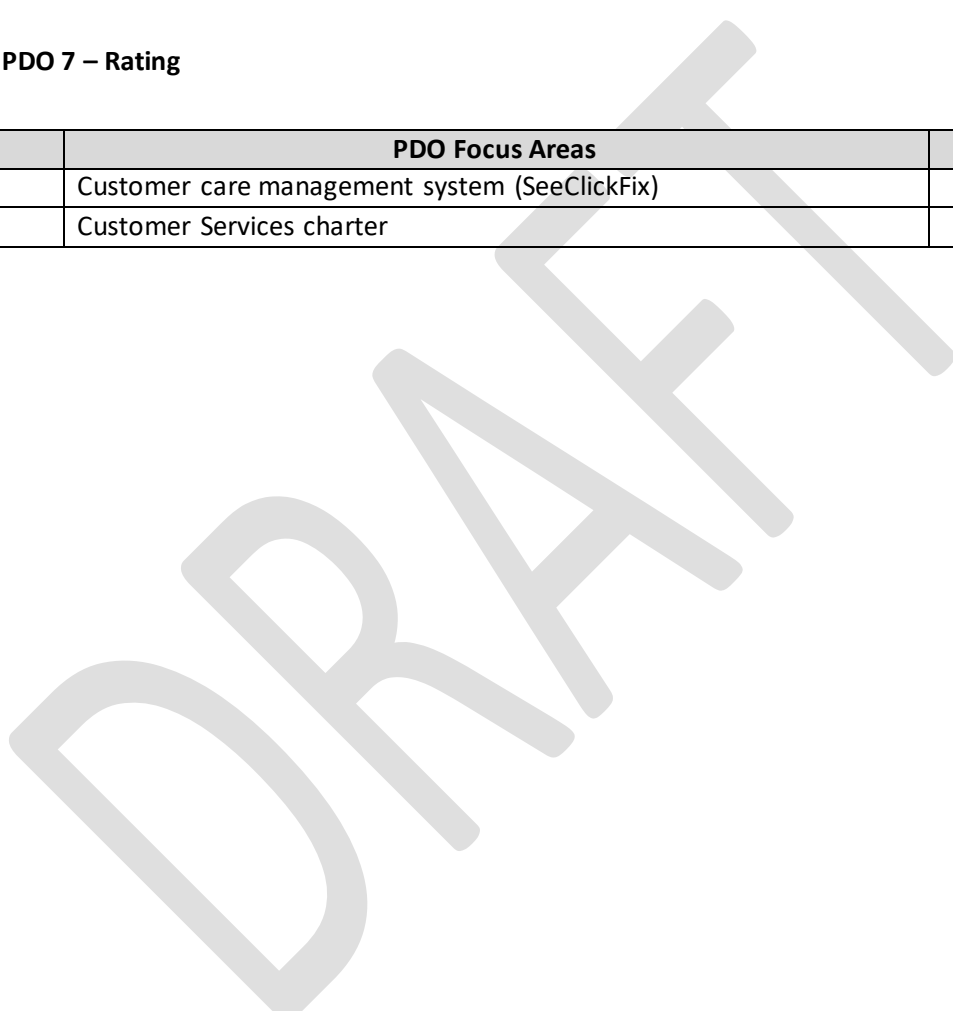 PDO 7 – Rating
PDO Focus Areas
Customer care management system (SeeClickFix)
Customer Services charter
DRAFT